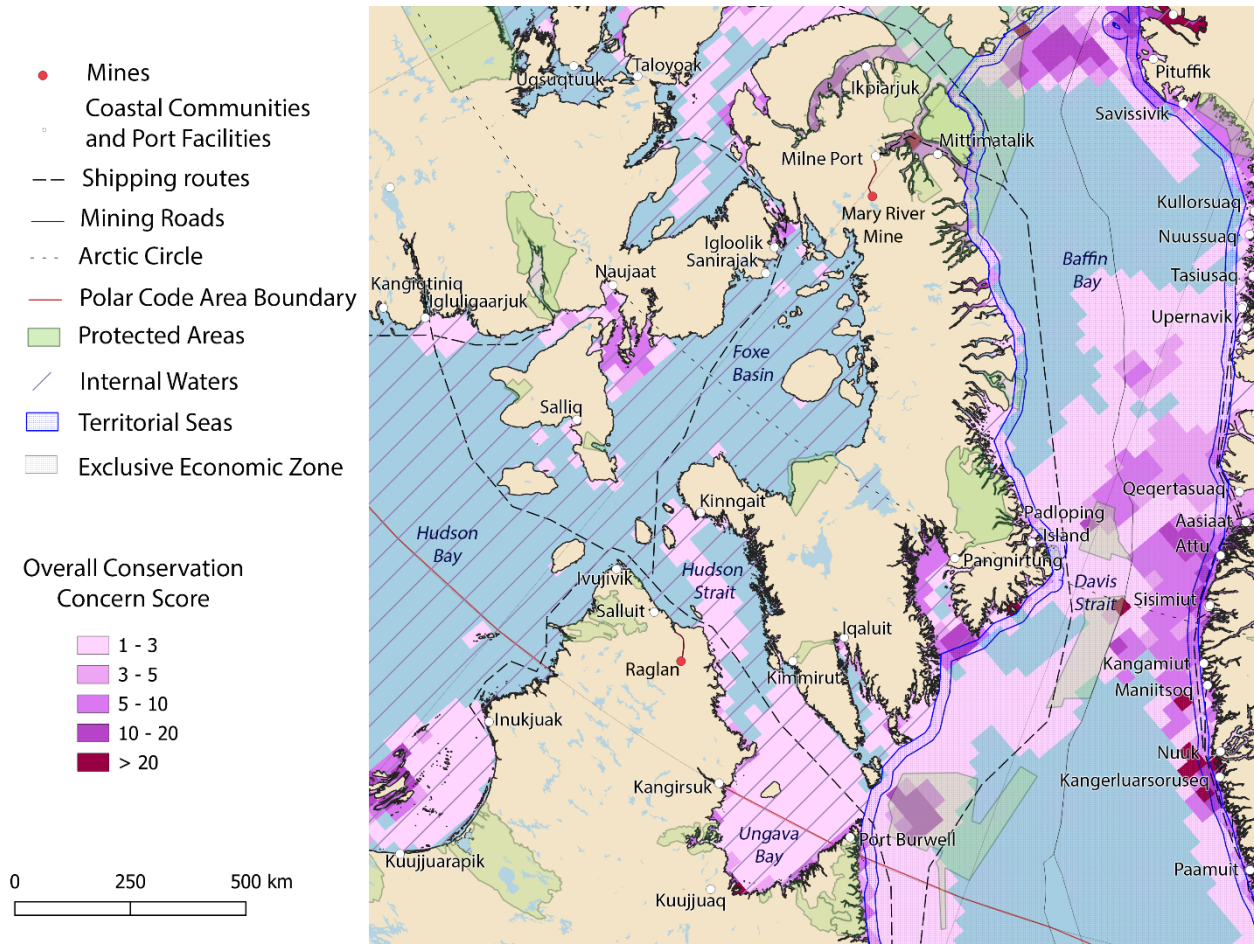 Mines
Coastal Communities
and Port Facilities
Shipping routes
Mining Roads
Arctic Circle
Polar Code Area Boundary
Protected Areas
Internal Waters
Territorial Seas
Exclusive Economic Zone
Overall Conservation
Concern Score
1 - 3
3 - 5
5 - 10
10 - 20
> 20
0 250 500 km
Uqsuqtuuk
Taloyoak
Ikpiarjuk
Pituffik
Savissivik
Milne Port
Mittimatalik
Mary River
Mine
Kullorsuaq
Nuussuaq
Igloolik
Sanirajak
Baffin
Bay
Tasiusaq
Naujaat
Kangiqtiniq
Igluligaarjuk
Upernavik
Foxe
Basin
Salliq
Kinngait
Qeqertasuaq
Padloping
Island
Aasiaat
Attu
Hudson
Bay
Pangnirtung
Ivujivik
Hudson
Strait
Davis
Strait
Sisimiut
Salluit
Iqaluit
Raglan
Kimmirut
Kangamiut
Maniitsoq
Inukjuak
Nuuk
Kangerluarsoruseq
Kangirsuk
Ungava
Bay
Port Burwell
Kuujjuarapik
Kuujjuaq
Paamuit